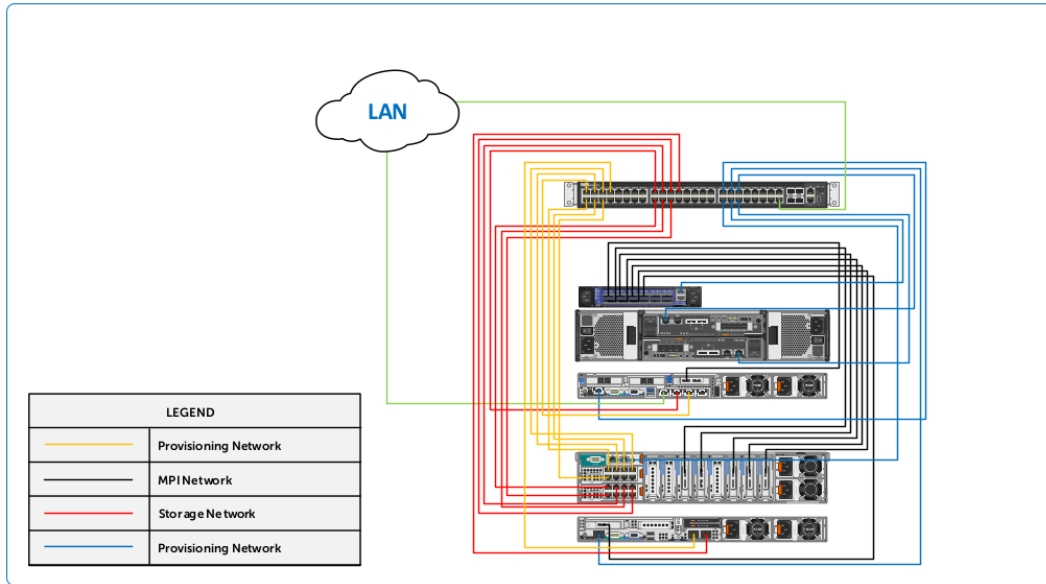 LAN
LEGEND
Provisioning Network
MPI Network
Storage Network
Provisioning Network